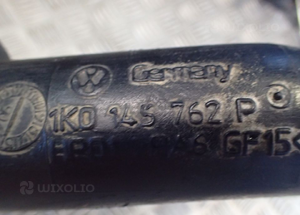 Germany
1K0 145 762 P
GF15<
WIXOLIO